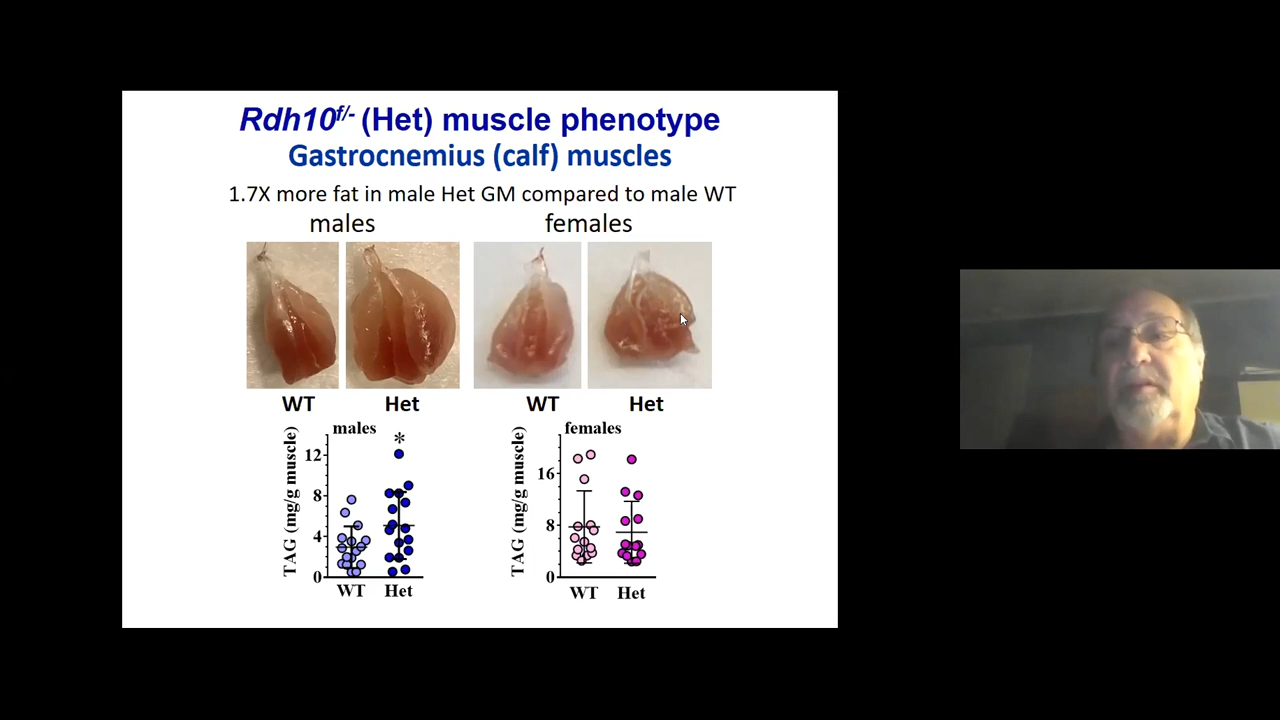 Rdh10f/- (Het) muscle phenotype
Gastrocnemius (calf) muscles
1.7X more fat in male Het GM compared to male WT
males females
WT Het WT Het
males
*
TAG (mg/g muscle)
12
8
4
0
WT Het
females
TAG (mg/g muscle)
16
8
0
WT Het